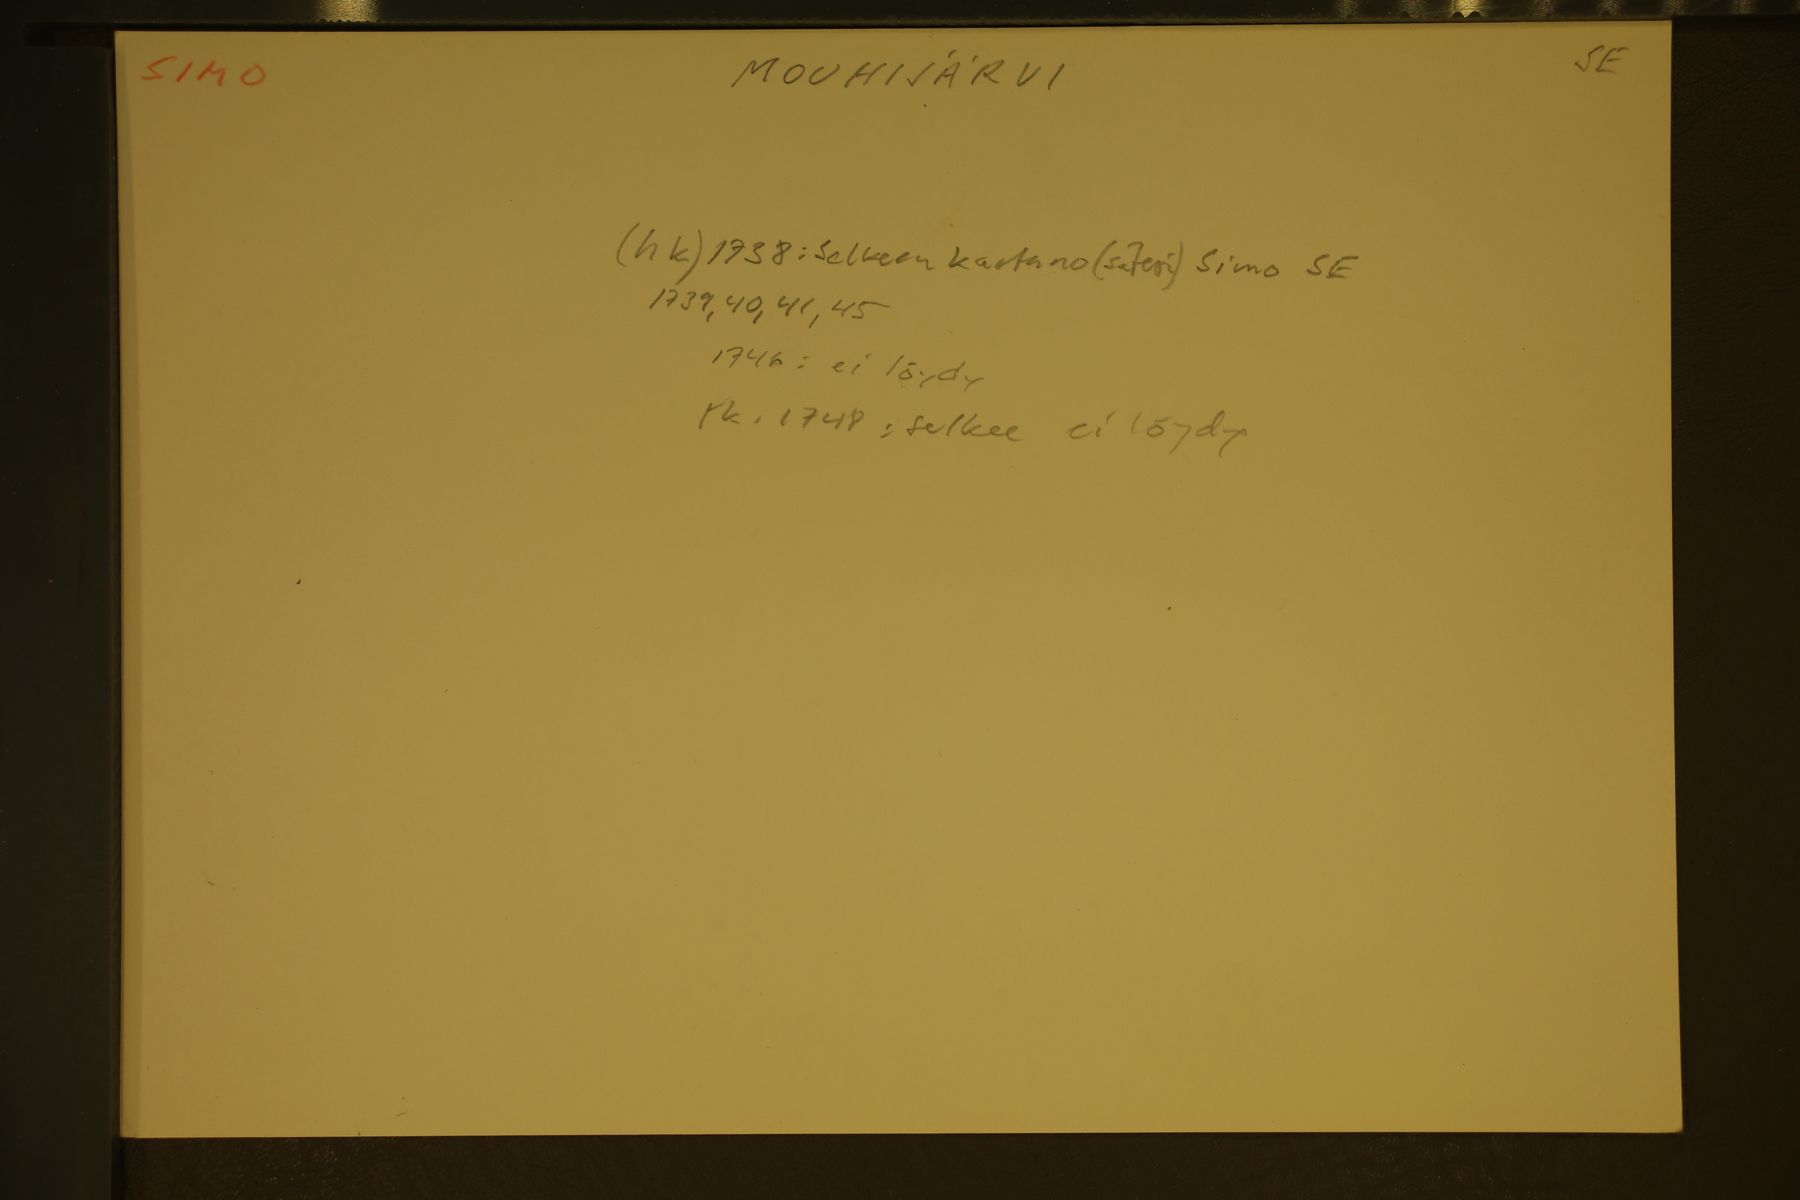 SIMO MOUHIJÄRVI SE
(hk) 1738: Selkeen kartano (säteri) Simo SE
1739, 40, 41, 45
1746: ei löydy
rk. 1748: selkee ei löydy